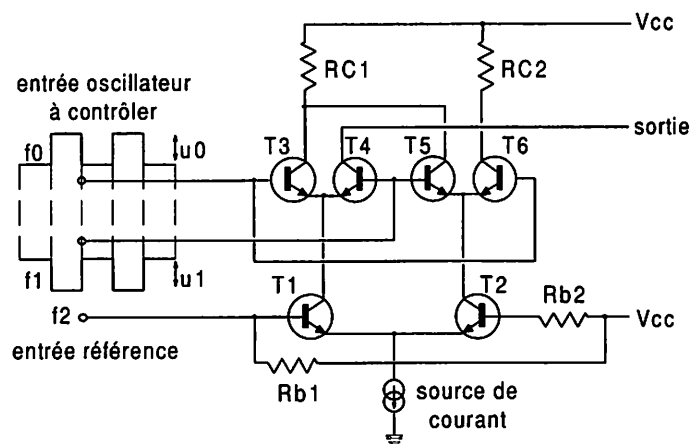 Vcc
RC1
RC2
entrée oscillateur
à contrôler
sortie
T3
T4
T5
T6
f0
u0
f1
u1
T1
T2
Rb2
f2
Vcc
entrée référence
Rb1
source de
courant